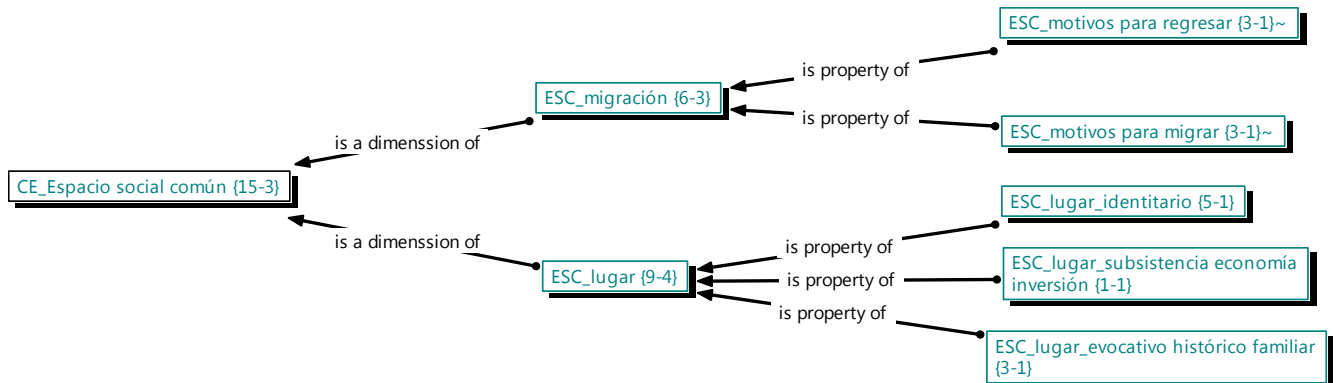 ESC_motivos para regresar {3-1}~
is property of
ESC_migración {6-3}
is property of
ESC_motivos para migrar {3-1}~
is a dimenssion of
CE_Espacio social común {15-3}
is a dimenssion of
ESC_lugar {9-4}
is property of
ESC_lugar_identitario {5-1}
is property of
ESC_lugar_subsistencia economía
inversión {1-1}
is property of
ESC_lugar_evocativo histórico familiar
{3-1}